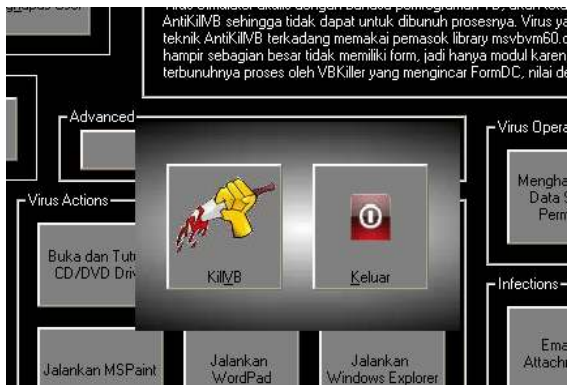 AntiKillVB sehingga tidak dapat untuk dibunuh prosesnya. Virus ya
teknik AntiKillVB terkadang memakai pemasok library msvbvm60.
hampir sebagian besar tidak memiliki form, jadi hanya modul karen
terbunuhnya proses oleh VBKiller yang mengincar FormDC, nilai de
Advanced
Virus Opera
Virus Actions
Mengha
Data S
Perm
Buka dan Tutu
CD/DVD Driv
KillVB
Keluar
Infections
Ema
Attachm
Jalankan MSPaint
Jalankan
WordPad
Jalankan
Windows Explorer